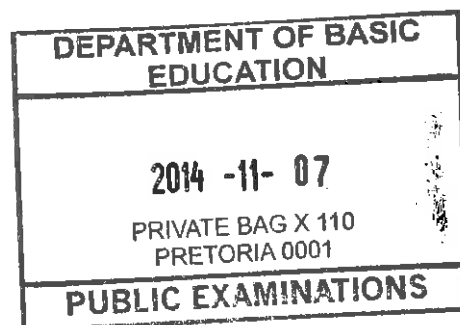 DEPARTMENT OF BASIC
EDUCATION
2014 -11- 07
PRIVATE BAG X 110
PRETORIA 0001
PUBLIC EXAMINATIONS